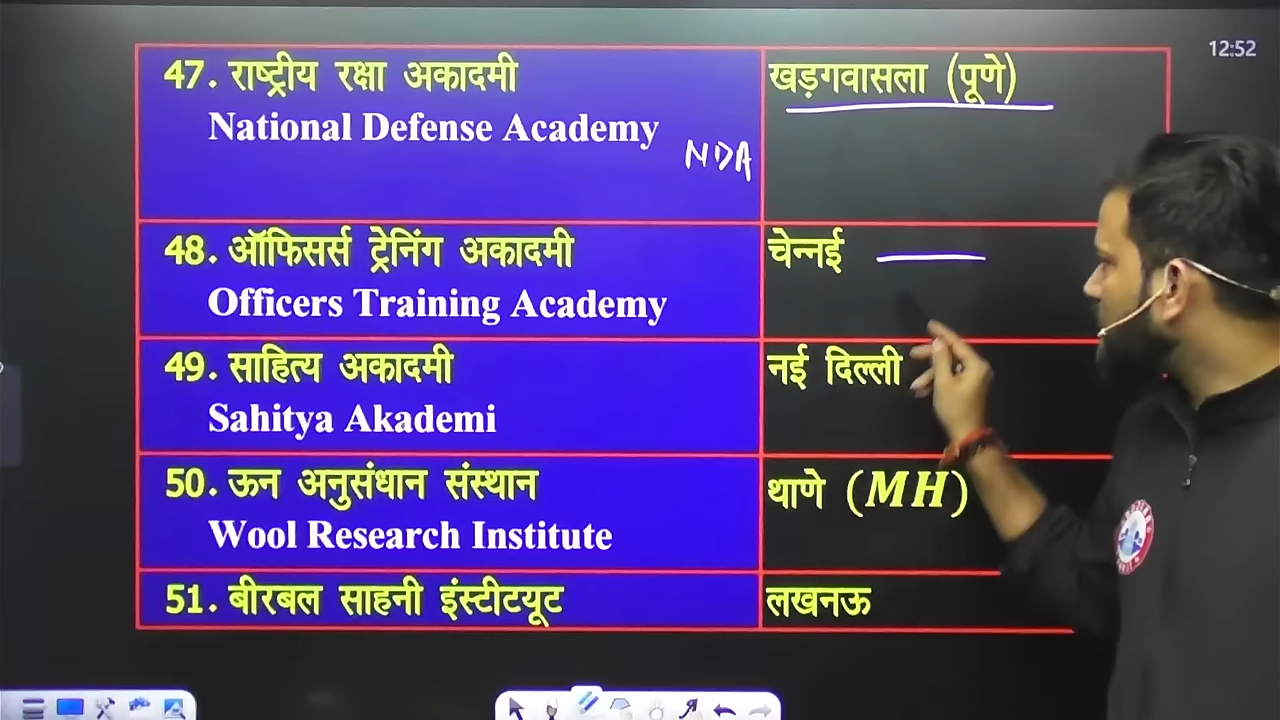 12:52
47. राष्ट्रीय रक्षा अकादमी
खड़गवासला (पूणे)
National Defense Academy
NDA
48. ऑफिसर्स ट्रेनिंग अकादमी
चेन्नई
Officers Training Academy
49. साहित्य अकादमी
नई दिल्ली
Sahitya Akademi
50. ऊन अनुसंधान संस्थान
थाणे (MH)
Wool Research Institute
51. बीरबल साहनी इंस्टीटयूट
लखनऊ